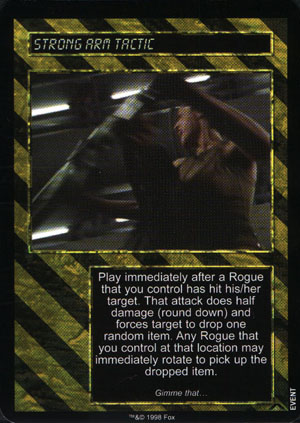 STRONG ARM TACTIC
Play immediately after a Rogue
that you control has hit his/her
target. That attack does half
damage (round down) and
forces target to drop one
random item. Any Rogue that
you control at that location may
immediately rotate to pick up the
dropped item.
Gimme that...
EVENT
™&© 1998 Fox